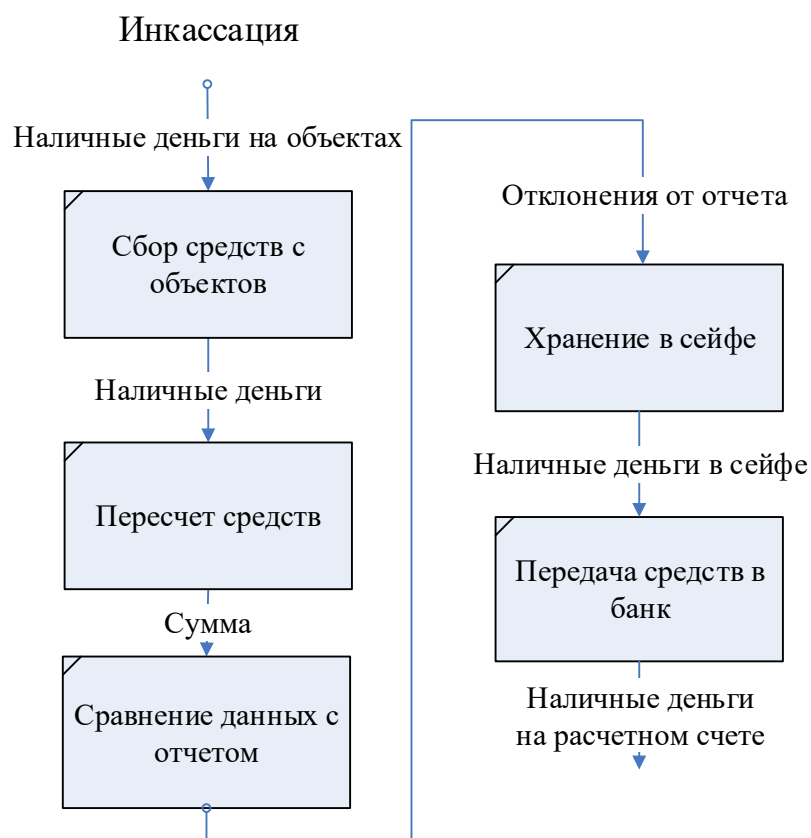 Инкассация
Наличные деньги на объектах
Сбор средств с
объектов
Наличные деньги
Пересчет средств
Сумма
Сравнение данных с
отчетом
Отклонения от отчета
Хранение в сейфе
Наличные деньги в сейфе
Передача средств в
банк
Наличные деньги
на расчетном счете